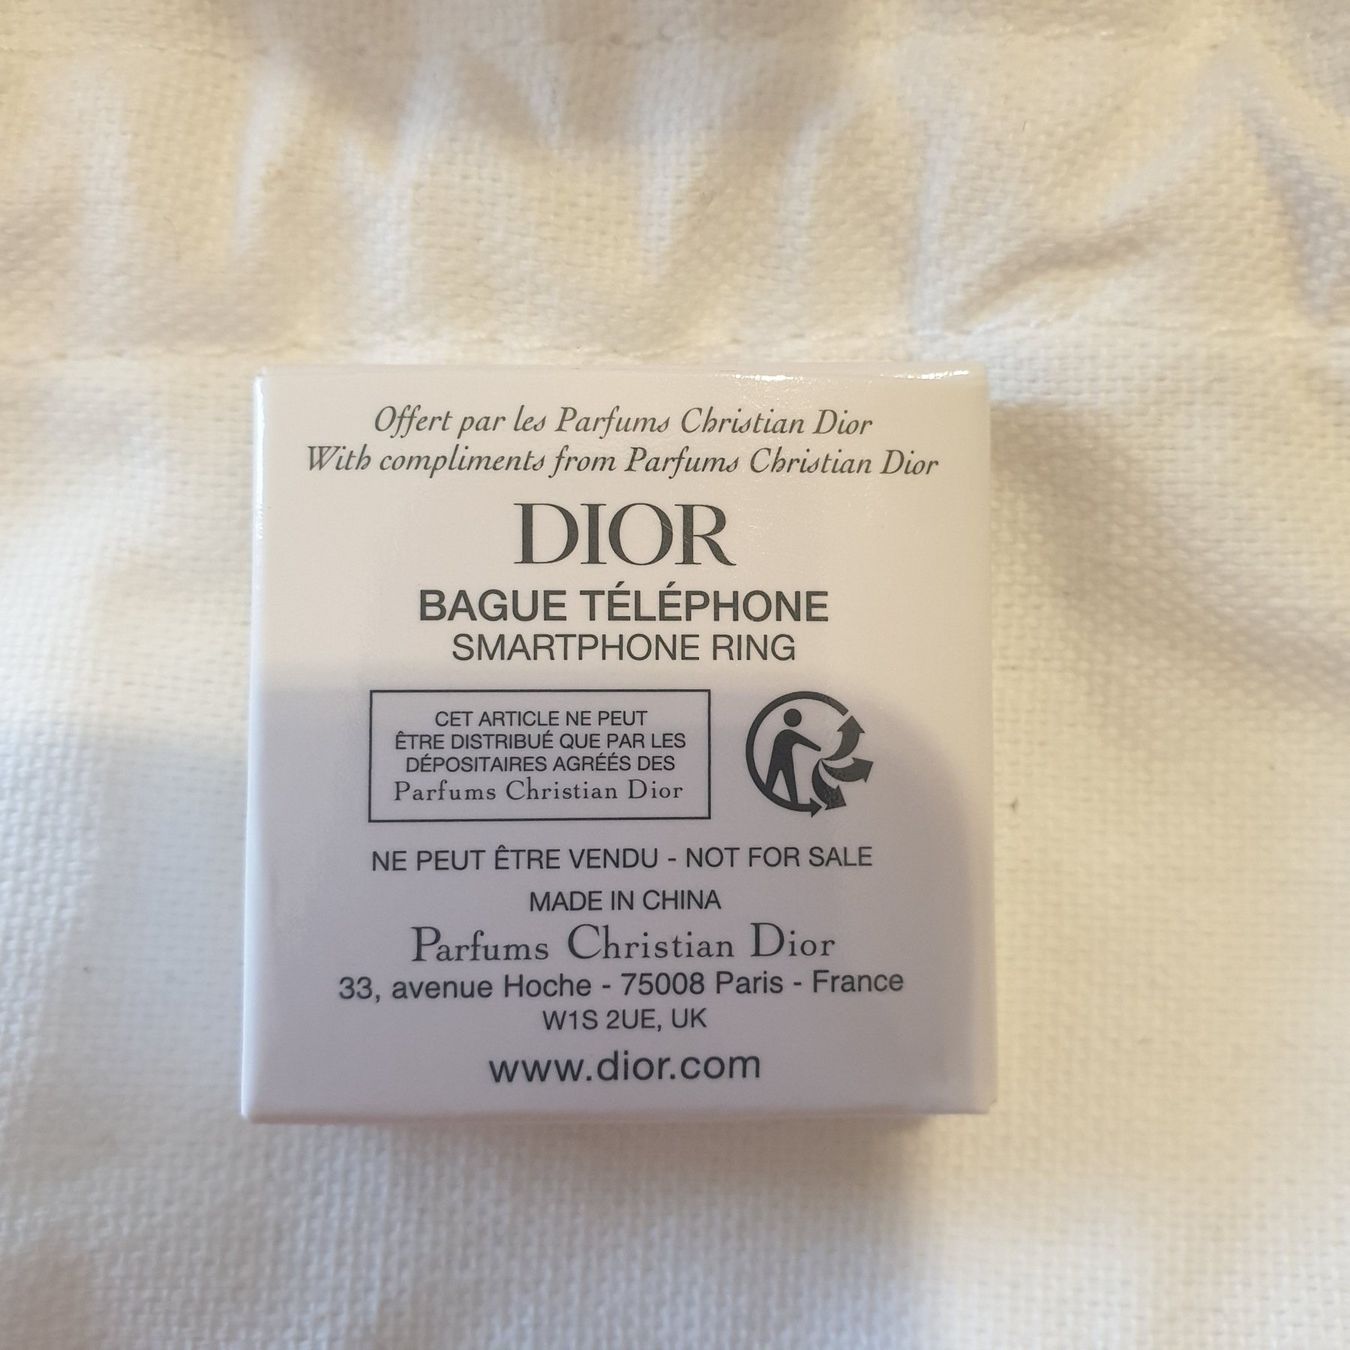 Offert par les Parfums Christian Dior
With compliments from Parfums Christian Dior
DIOR
BAGUE TÉLÉPHONE
SMARTPHONE RING
CET ARTICLE NE PEUT
ÊTRE DISTRIBUÉ QUE PAR LES
DÉPOSITAIRES AGRÉÉS DES
Parfums Christian Dior
NE PEUT ÊTRE VENDU - NOT FOR SALE
MADE IN CHINA
Parfums Christian Dior
33, avenue Hoche - 75008 Paris - France
W1S 2UE, UK
www.dior.com